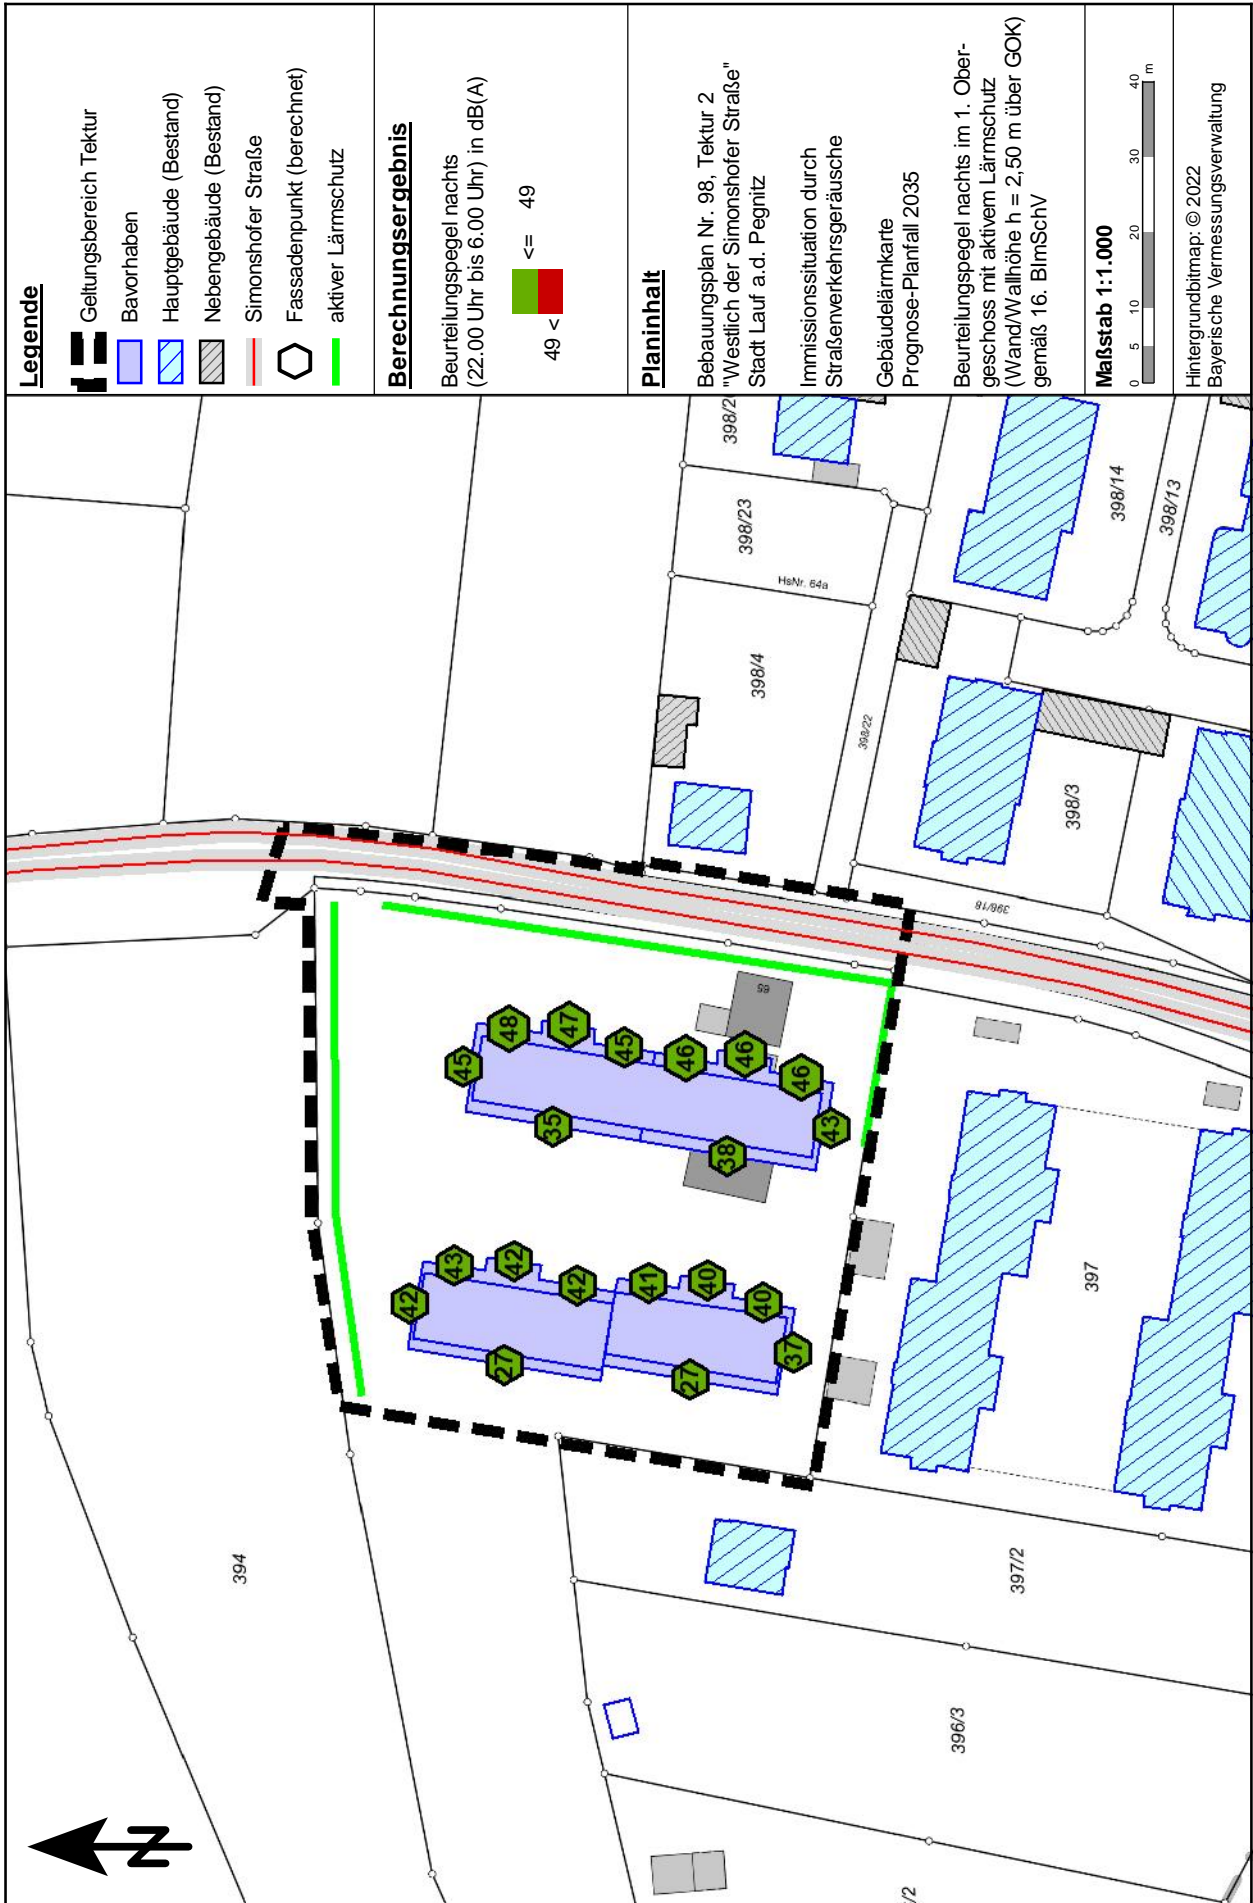 Legende
Geltungsbereich Tektur
Bavorhaben
Hauptgebäude (Bestand)
Nebengebäude (Bestand)
Simonshofer Straße
Fassadenpunkt (berechnet)
aktiver Lärmschutz
Berechnungsergebnis
Beurteilungspegel nachts
(22.00 Uhr bis 6.00 Uhr) in dB(A)
<= 49
49 <
Planinhalt
Bebauungsplan Nr. 98, Tektur 2
"Westlich der Simonshofer Straße"
Stadt Lauf a.d. Pegnitz
Immissionssituation durch
Straßenverkehrsgeräusche
Gebäudelärmkarte
Prognose-Planfall 2035
Beurteilungspegel nachts im 1. Ober-
geschoss mit aktivem Lärmschutz
(Wand/Wallhöhe h = 2,50 m über GOK)
gemäß 16. BImSchV
Maßstab 1:1.000
0 5 10 20 30 40
m
Hintergrundbitmap: © 2022
Bayerische Vermessungsverwaltung
N
394
398/23
HsNr. 64a
398/4
398/22
398/14
398/13
398/3
398/18
65
45
48
47
45
46
46
46
43
35
38
42
43
42
42
41
40
40
37
27
27
397
397/2
396/3
/2